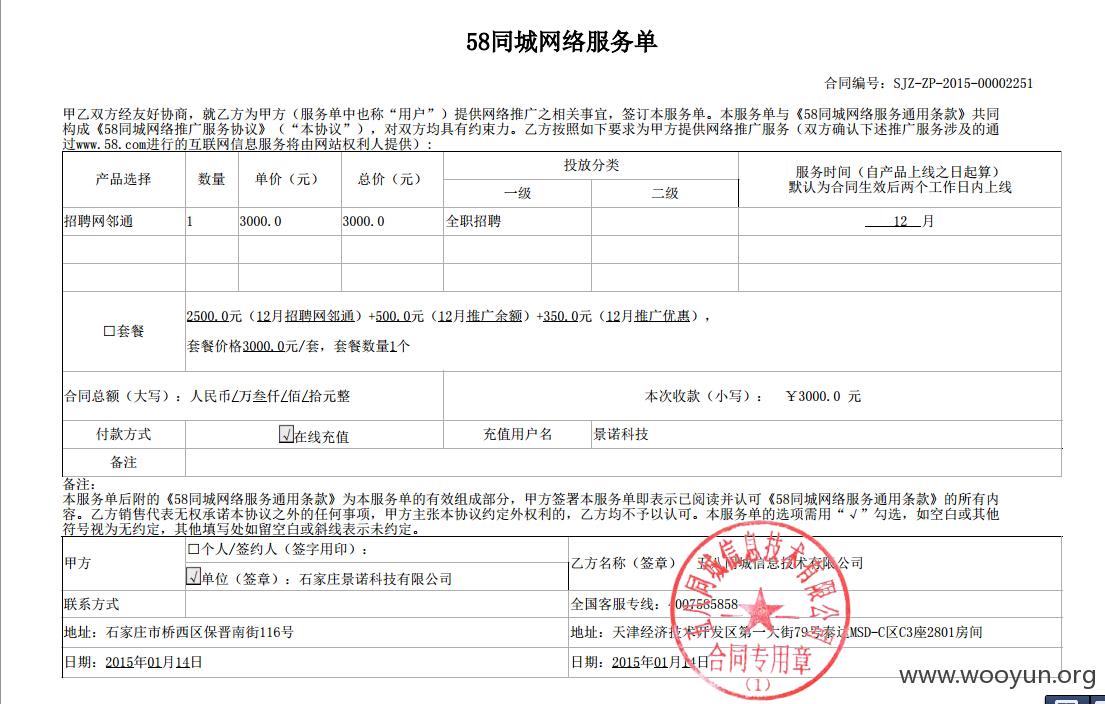 58同城网络服务单
合同编号：SJZ-ZP-2015-00002251
甲乙双方经友好协商，就乙方为甲方（服务单中也称“用户”）提供网络推广之相关事宜，签订本服务单。本服务单与《58同城网络服务通用条款》共同
构成《58同城网络推广服务协议》（“本协议”），对双方均具有约束力。乙方按照如下要求为甲方提供网络推广服务（双方确认下述推广服务涉及的通
过www.58.com进行的互联网信息服务将由网站权利人提供）：
产品选择 数量 单价（元） 总价（元） 投放分类 服务时间（自产品上线之日起算）
默认为合同生效后两个工作日内上线
一级 二级
招聘网邻通 1 3000.0 3000.0 全职招聘 12 月
□套餐 2500.0元（12月招聘网邻通）+500.0元（12月推广余额）+350.0元（12月推广优惠），
套餐价格3000.0元/套，套餐数量1个
合同总额（大写）：人民币/万叁仟/佰/拾元整 本次收款（小写）： ￥3000.0 元
付款方式 √在线充值 充值用户名 景诺科技
备注
备注：
本服务单后附的《58同城网络服务通用条款》为本服务单的有效组成部分，甲方签署本服务单即表示已阅读并认可《58同城网络服务通用条款》的所有内
容。乙方销售代表无权承诺本协议之外的任何事项，甲方主张本协议约定外权利的，乙方均不予以认可。本服务单的选项需用“√”勾选，如空白或其他
符号视为无约定，其他填写处如留空白或斜线表示未约定。
甲方 □个人/签约人（签字用印）：
√单位（签章）：石家庄景诺科技有限公司
乙方名称（签章） 五八同城信息技术有限公司
联系方式 全国客服专线：4007585858
地址：石家庄市桥西区保晋南街116号 地址：天津经济技术开发区第一大街79号泰达MSD-C区C3座2801房间
日期：2015年01月14日 日期：2015年01月14日
五八同城信息技术有限公司
合同专用章
（1）
www.wooyun.org